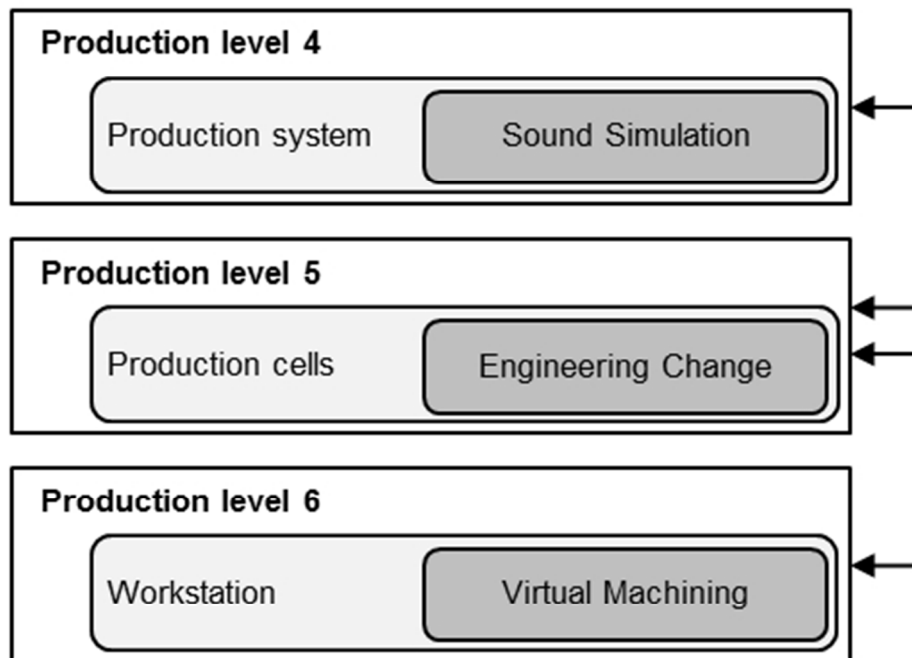 Production level 4
Production system
Sound Simulation
Production level 5
Production cells
Engineering Change
Production level 6
Workstation
Virtual Machining